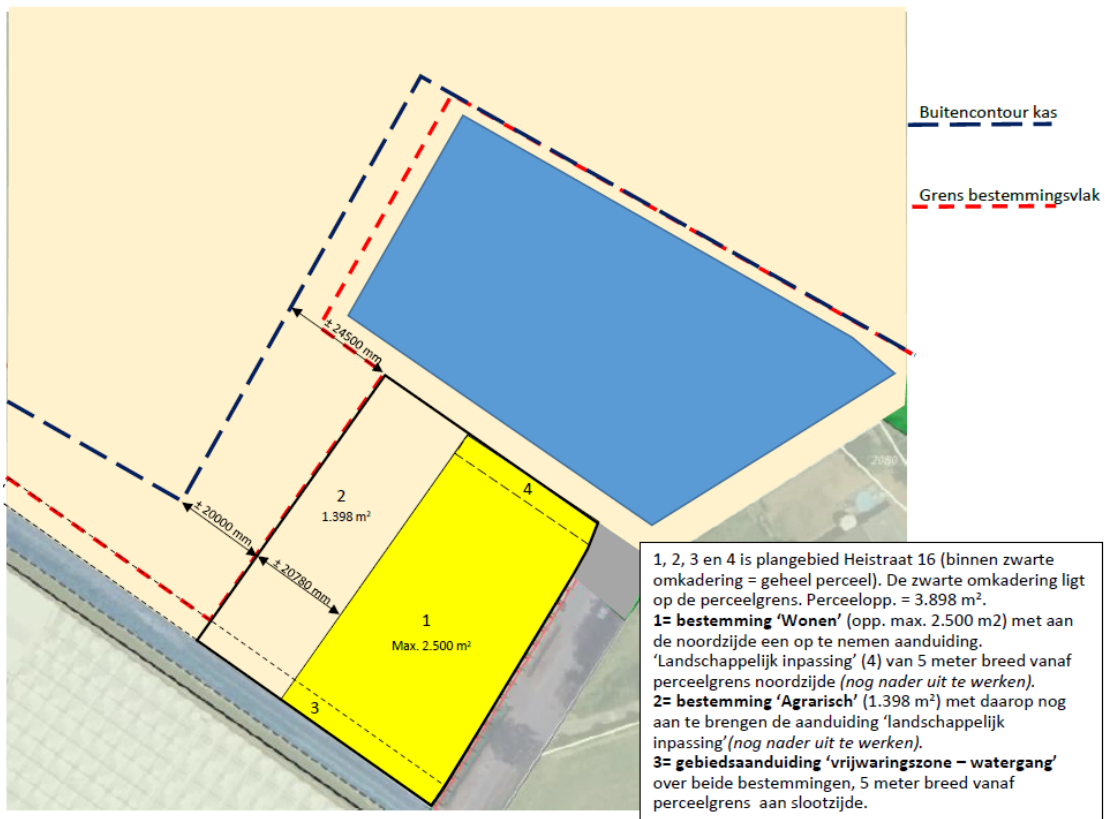 Buitencontour kas
Grens bestemmingsvlak
± 24500 mm
2080
4
2
1.398 m²
± 20000 mm
± 20780 mm
1
Max. 2.500 m²
3
1, 2, 3 en 4 is plangebied Heistraat 16 (binnen zwarte
omkadering = geheel perceel). De zwarte omkadering ligt
op de perceelgrens. Perceelopp. = 3.898 m².
1= bestemming ‘Wonen’ (opp. max. 2.500 m2) met aan
de noordzijde een op te nemen aanduiding.
‘Landschappelijk inpassing’ (4) van 5 meter breed vanaf
perceelgrens noordzijde (nog nader uit te werken).
2= bestemming ‘Agrarisch’ (1.398 m²) met daarop nog
aan te brengen de aanduiding ‘landschappelijk
inpassing’(nog nader uit te werken).
3= gebiedsaanduiding ‘vrijwaringszone – watergang’
over beide bestemmingen, 5 meter breed vanaf
perceelgrens aan slootzijde.